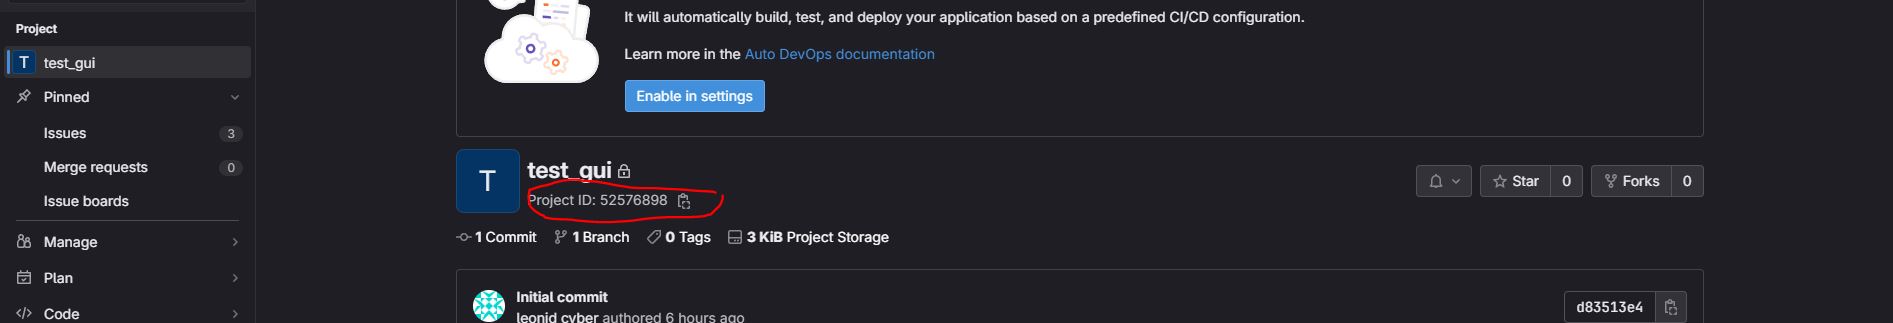 Project
T test_gui
Pinned
Issues 3
Merge requests 0
Issue boards
Manage
Plan
Code
It will automatically build, test, and deploy your application based on a predefined CI/CD configuration.
Learn more in the Auto DevOps documentation
Enable in settings
T
test_gui
Project ID: 52576898
Star 0
Forks 0
1 Commit 1 Branch 0 Tags 3 KiB Project Storage
Initial commit
leonid cyber authored 6 hours ago
d83513e4